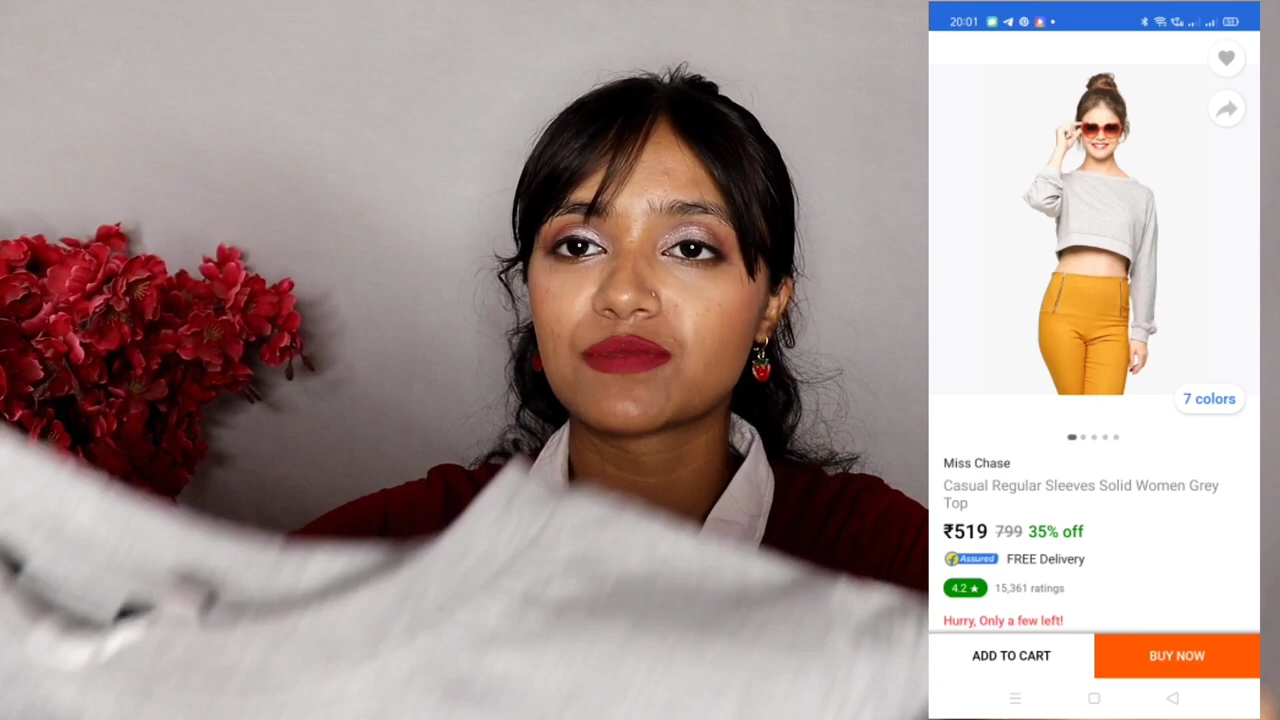 20:01
7 colors
Miss Chase
Casual Regular Sleeves Solid Women Grey
Top
₹519 799 35% off
Assured FREE Delivery
4.2 ★ 15,361 ratings
Hurry, Only a few left!
ADD TO CART BUY NOW